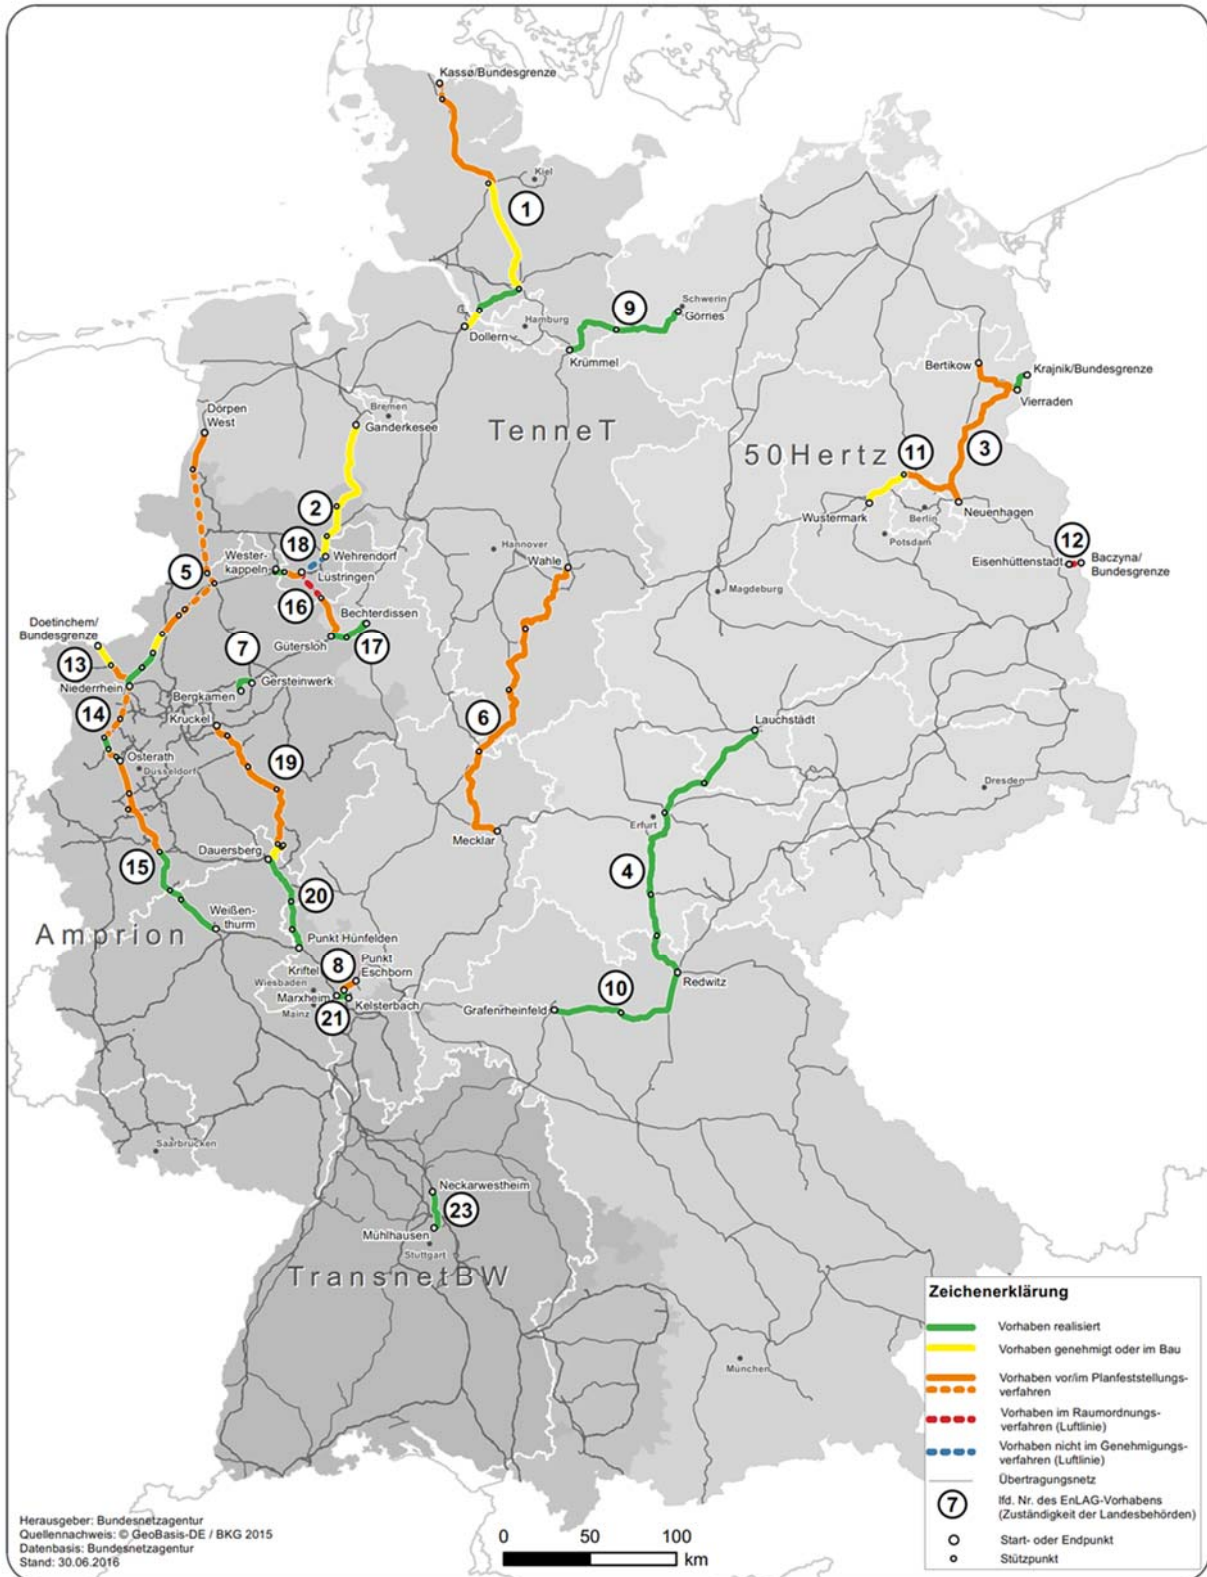 Kassø/Bundesgrenze
Kiel
1
9
Schwerin
Görries
Hamburg
Dollern
Krümmel
Bertikow
Krajnik/Bundesgrenze
Vierraden
Dörpen
West
Bremen
Ganderkesee
TenneT
50Hertz
11
3
2
Wustermark
Berlin
Neuenhagen
Potsdam
18
Hannover
Wehrendorf
Wahle
12
Wester-
kappeln
Lüstringen
Eisenhüttenstadt
Baczyna/
Bundesgrenze
5
16
Magdeburg
Bechterdissen
Doetinchem/
Bundesgrenze
7
Gütersloh
17
13
Niederrhein
Gersteinwerk
Bergkamen
14
Kruckel
6
Lauchstädt
Osterath
Düsseldorf
19
Dresden
Erfurt
Mecklar
Dauersberg
15
4
20
Weißen-
thurm
Amprion
Punkt Hünfelden
8
Punkt
Eschborn
Kriftel
Wiesbaden
Redwitz
Marxheim
Kelsterbach
Mainz
21
10
Grafenrheinfeld
Saarbrücken
Neckarwestheim
23
Mühlhausen
Stuttgart
TransnetBW
München
Zeichenerklärung
Vorhaben realisiert
Vorhaben genehmigt oder im Bau
Vorhaben vor/im Planfeststellungs-
verfahren
Vorhaben im Raumordnungs-
verfahren (Luftlinie)
Vorhaben nicht im Genehmigungs-
verfahren (Luftlinie)
Übertragungsnetz
7
lfd. Nr. des EnLAG-Vorhabens
(Zuständigkeit der Landesbehörden)
Start- oder Endpunkt
Stützpunkt
Herausgeber: Bundesnetzagentur
Quellennachweis: © GeoBasis-DE / BKG 2015
Datenbasis: Bundesnetzagentur
Stand: 30.06.2016
0 50 100
km